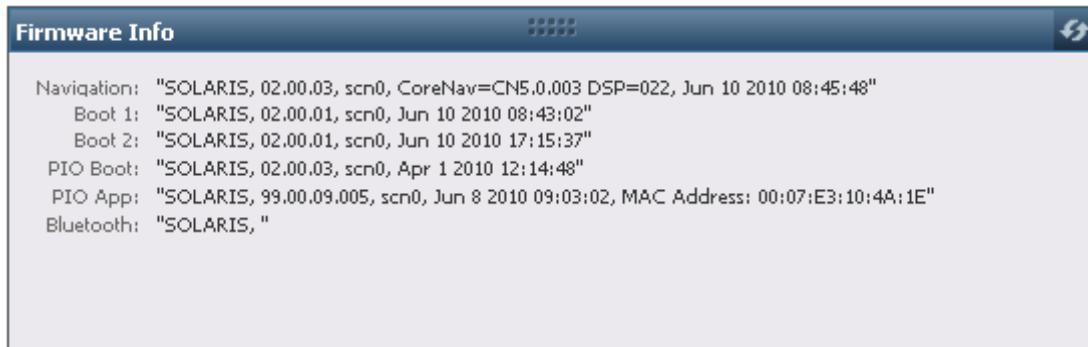 Firmware Info
Navigation: "SOLARIS, 02.00.03, scn0, CoreNav=CN5.0.003 DSP=022, Jun 10 2010 08:45:48"
Boot 1: "SOLARIS, 02.00.01, scn0, Jun 10 2010 08:43:02"
Boot 2: "SOLARIS, 02.00.01, scn0, Jun 10 2010 17:15:37"
PIO Boot: "SOLARIS, 02.00.03, scn0, Apr 1 2010 12:14:48"
PIO App: "SOLARIS, 99.00.09.005, scn0, Jun 8 2010 09:03:02, MAC Address: 00:07:E3:10:4A:1E"
Bluetooth: "SOLARIS, "